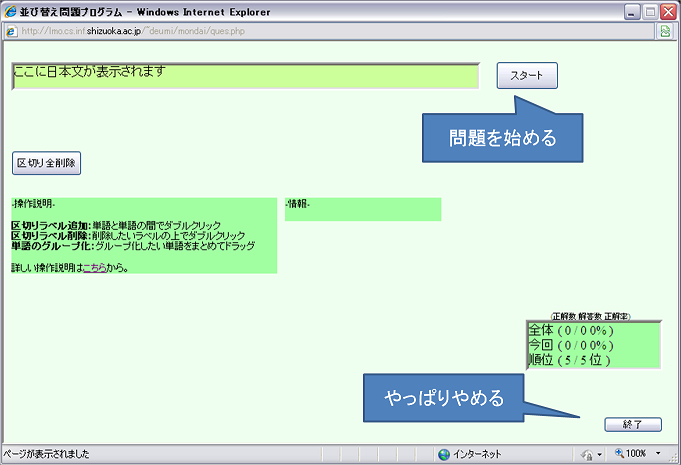 並び替え問題プログラム - Windows Internet Explorer
http://lmo.cs.inf.shizuoka.ac.jp/~deumi/mondai/ques.php
ここに日本文が表示されます
スタート
問題を始める
区切り全削除
-操作説明-
-情報-
区切りラベル追加:単語と単語の間でダブルクリック
区切りラベル削除:削除したいラベルの上でダブルクリック
単語のグループ化:グループ化したい単語をまとめてドラッグ
詳しい操作説明はこちらから。
(正解数 解答数 正解率)
全体 ( 0 / 0 0% )
今回 ( 0 / 0 0% )
順位 ( 5 / 5 位 )
やっぱりやめる
終了
ページが表示されました
インターネット
100%